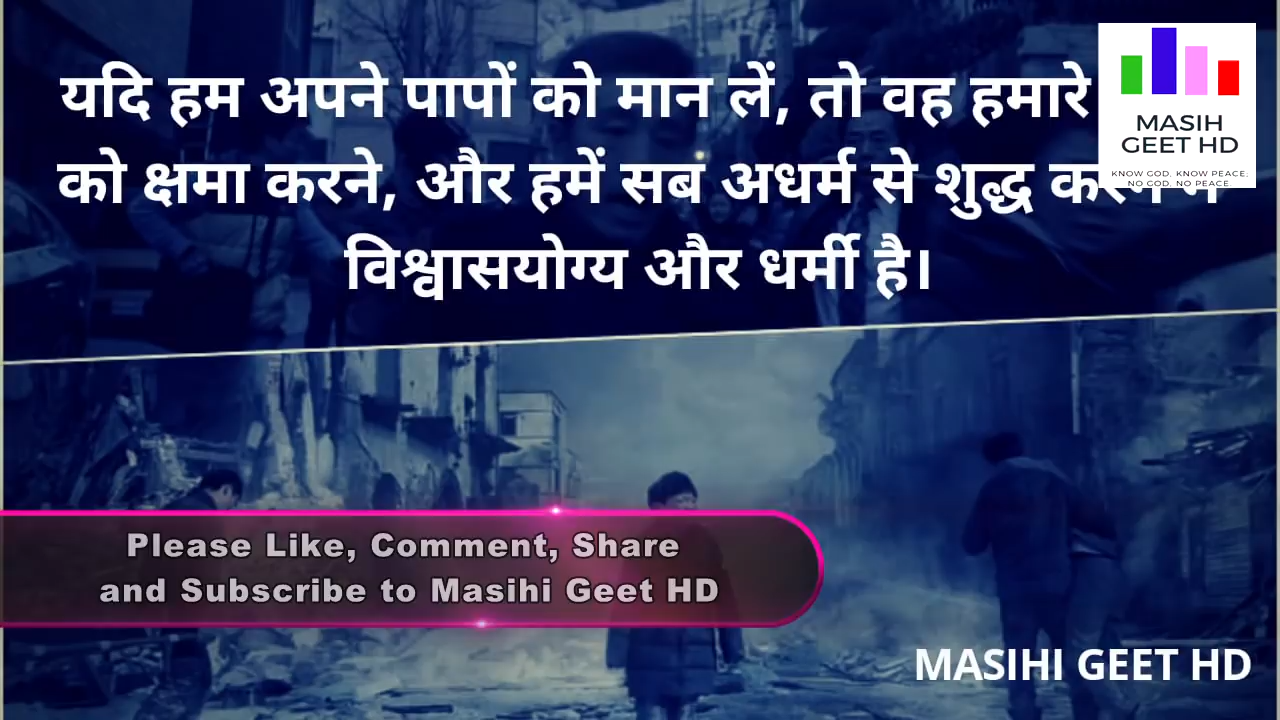 यदि हम अपने पापों को मान लें, तो वह हमारे
को क्षमा करने, और हमें सब अधर्म से शुद्ध
विश्वासयोग्य और धर्मी है।
MASIH
GEET HD
KNOW GOD, KNOW PEACE.
NO GOD, NO PEACE.
Please Like, Comment, Share
and Subscribe to Masihi Geet HD
MASIHI GEET HD